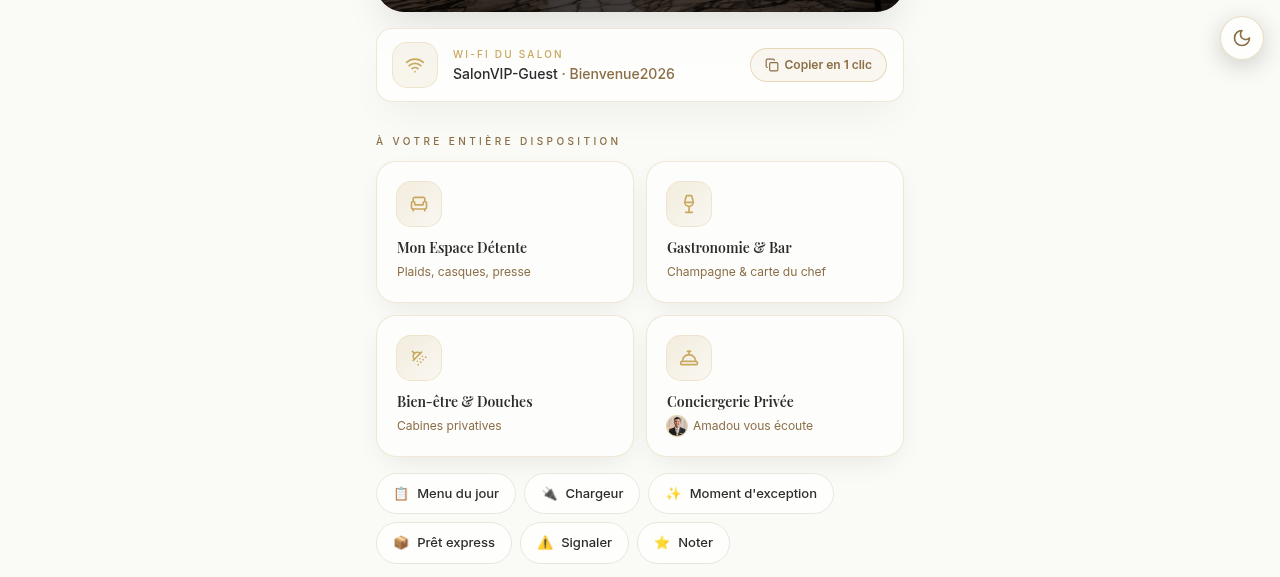 WI-FI DU SALON
SalonVIP-Guest · Bienvenue2026
Copier en 1 clic
À VOTRE ENTIÈRE DISPOSITION
Mon Espace Détente
Plaids, casques, presse
Gastronomie & Bar
Champagne & carte du chef
Bien-être & Douches
Cabines privatives
Conciergerie Privée
Amadou vous écoute
Menu du jour
Chargeur
Moment d'exception
Prêt express
Signaler
Noter